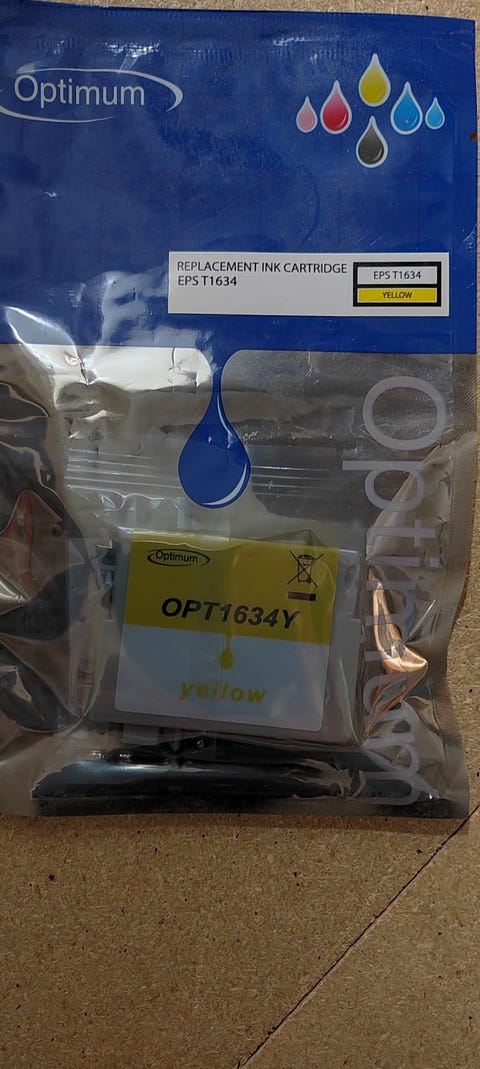 Optimum
REPLACEMENT INK CARTRIDGE
EPS T1634
EPS T1634
YELLOW
Optimum
Optimum
OPT1634Y
yellow